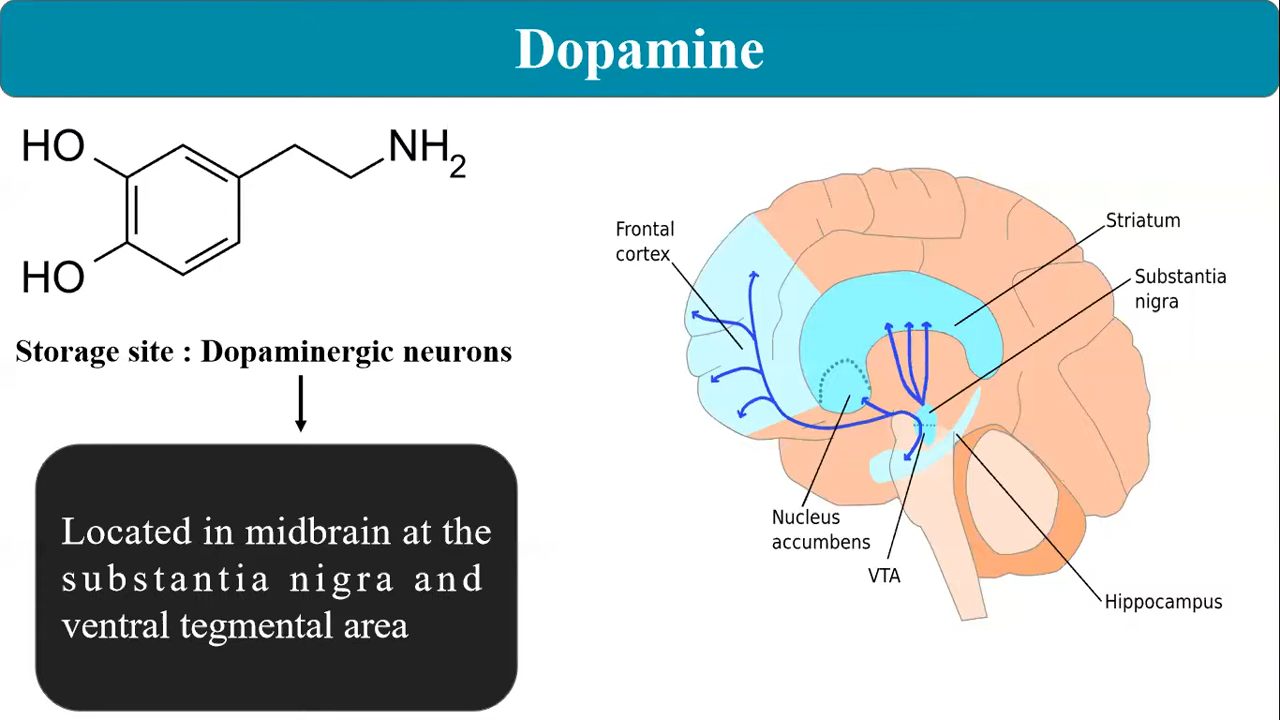 Dopamine
HO
NH2
HO
Storage site : Dopaminergic neurons
Located in midbrain at the
substantia nigra and
ventral tegmental area
Frontal
cortex
Striatum
Substantia
nigra
Nucleus
accumbens
VTA
Hippocampus